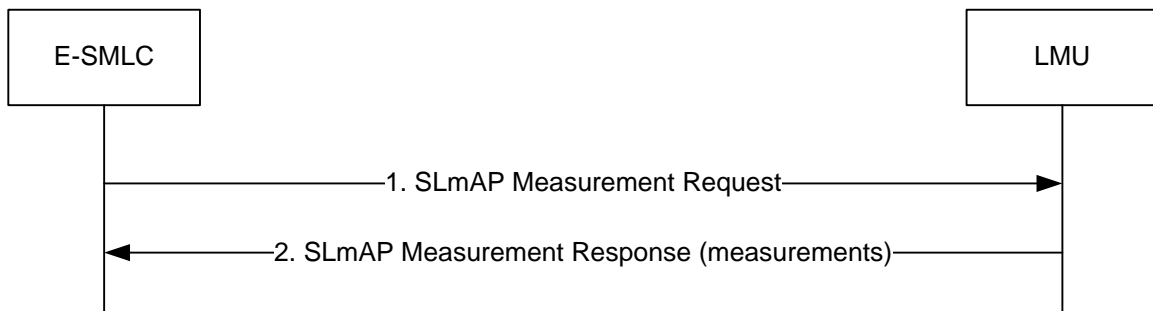 E-SMLC
LMU
1. SLmAP Measurement Request
2. SLmAP Measurement Response (measurements)